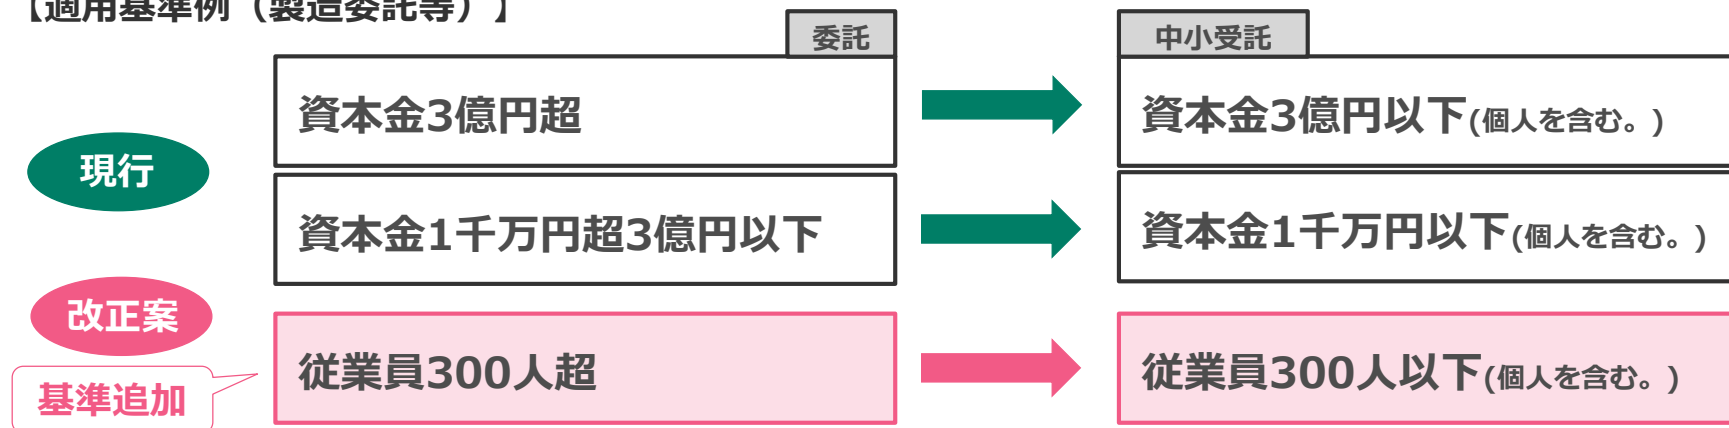 【適用基準例（製造委託等）】
委託
中小受託
現行
資本金3億円超
資本金3億円以下(個人を含む。)
資本金1千万円超3億円以下
資本金1千万円以下(個人を含む。)
改正案
基準追加
従業員300人超
従業員300人以下(個人を含む。)